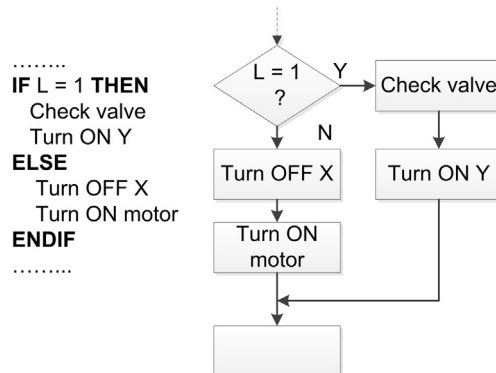 ........
IF L = 1 THEN
Check valve
Turn ON Y
ELSE
Turn OFF X
Turn ON motor
ENDIF
.........
L = 1
?
Y
Check valve
N
Turn OFF X
Turn ON Y
Turn ON
motor